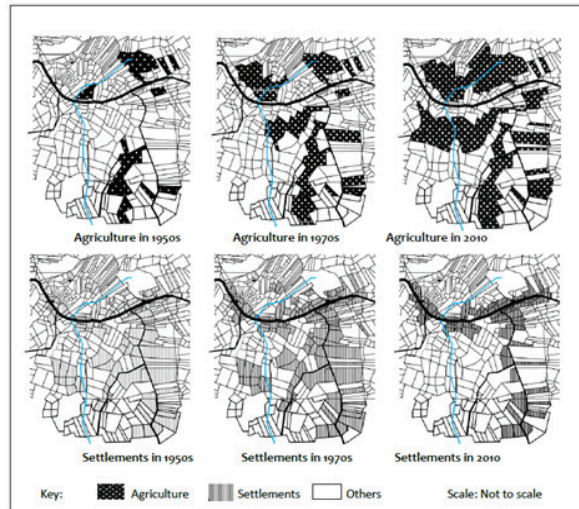 Agriculture in 1950s Agriculture in 1970s Agriculture in 2010
Settlements in 1950s Settlements in 1970s Settlements in 2010
Key: Agriculture Settlements Others Scale: Not to scale